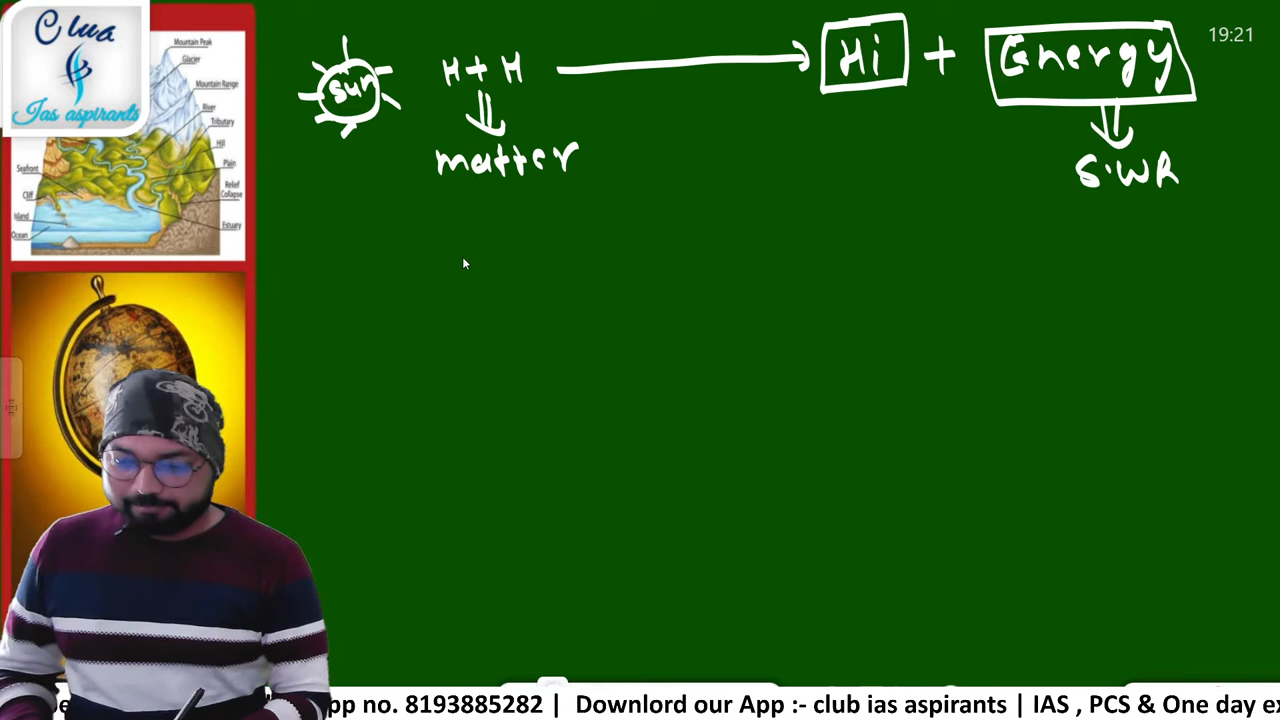 Clua
Ias aspirants
Mountain Peak
Glacier
Mountain Range
River
Tributary
Hill
Plain
Seafront
Relief
Collapse
Cliff
Island
Estuary
Ocean
19:21
sun H + H Hi + Energy
matter S.WR
pp no. 8193885282 | Downlord our App :- club ias aspirants | IAS , PCS & One day ex